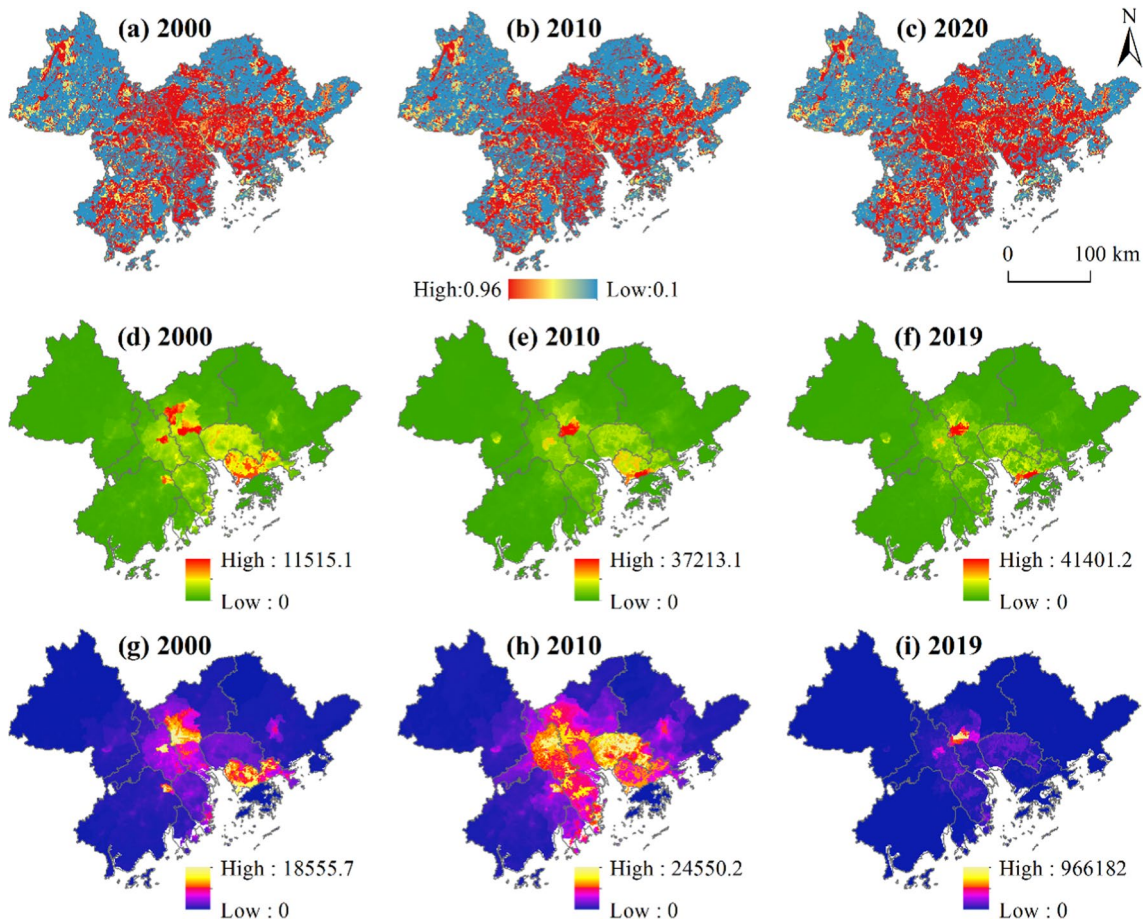 (a) 2000
(b) 2010
(c) 2020
N
0 100 km
High:0.96 Low:0.1
(d) 2000
(e) 2010
(f) 2019
High : 11515.1
Low : 0
High : 37213.1
Low : 0
High : 41401.2
Low : 0
(g) 2000
(h) 2010
(i) 2019
High : 18555.7
Low : 0
High : 24550.2
Low : 0
High : 966182
Low : 0